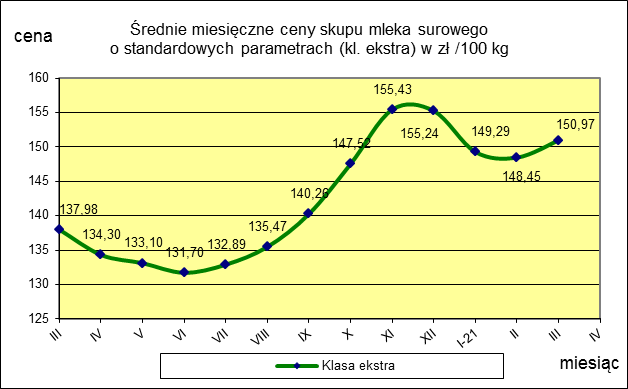 cena
Średnie miesięczne ceny skupu mleka surowego
o standardowych parametrach (kl. ekstra) w zł /100 kg
160
155
150
145
140
135
130
125
137,98
134,30
133,10
131,70
132,89
135,47
140,26
147,52
155,43
155,24
149,29
148,45
150,97
III
IV
V
VI
VII
VIII
IX
X
XI
XII
I-21
II
III
IV
miesiąc
Klasa ekstra